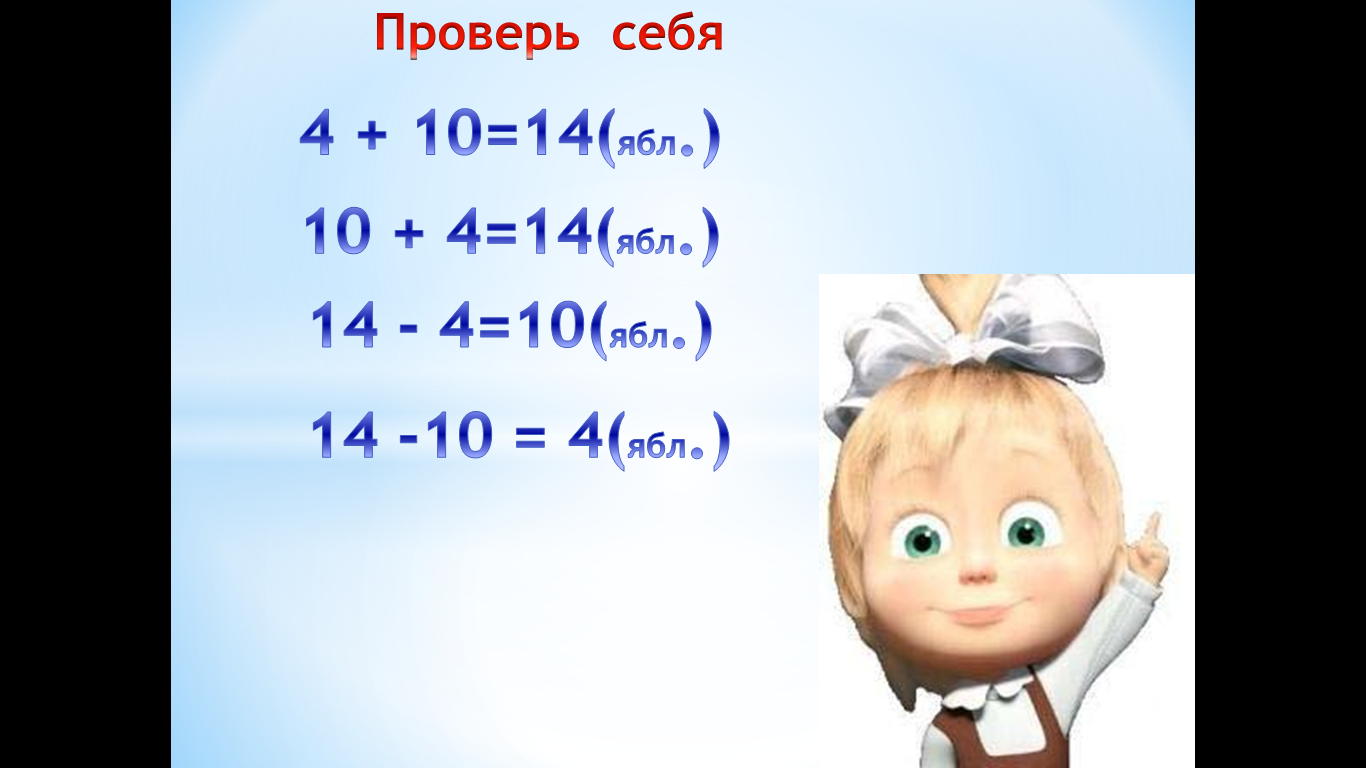 Проверь себя
4 + 10=14(ябл.)
10 + 4=14(ябл.)
14 - 4=10(ябл.)
14 -10 = 4(ябл.)